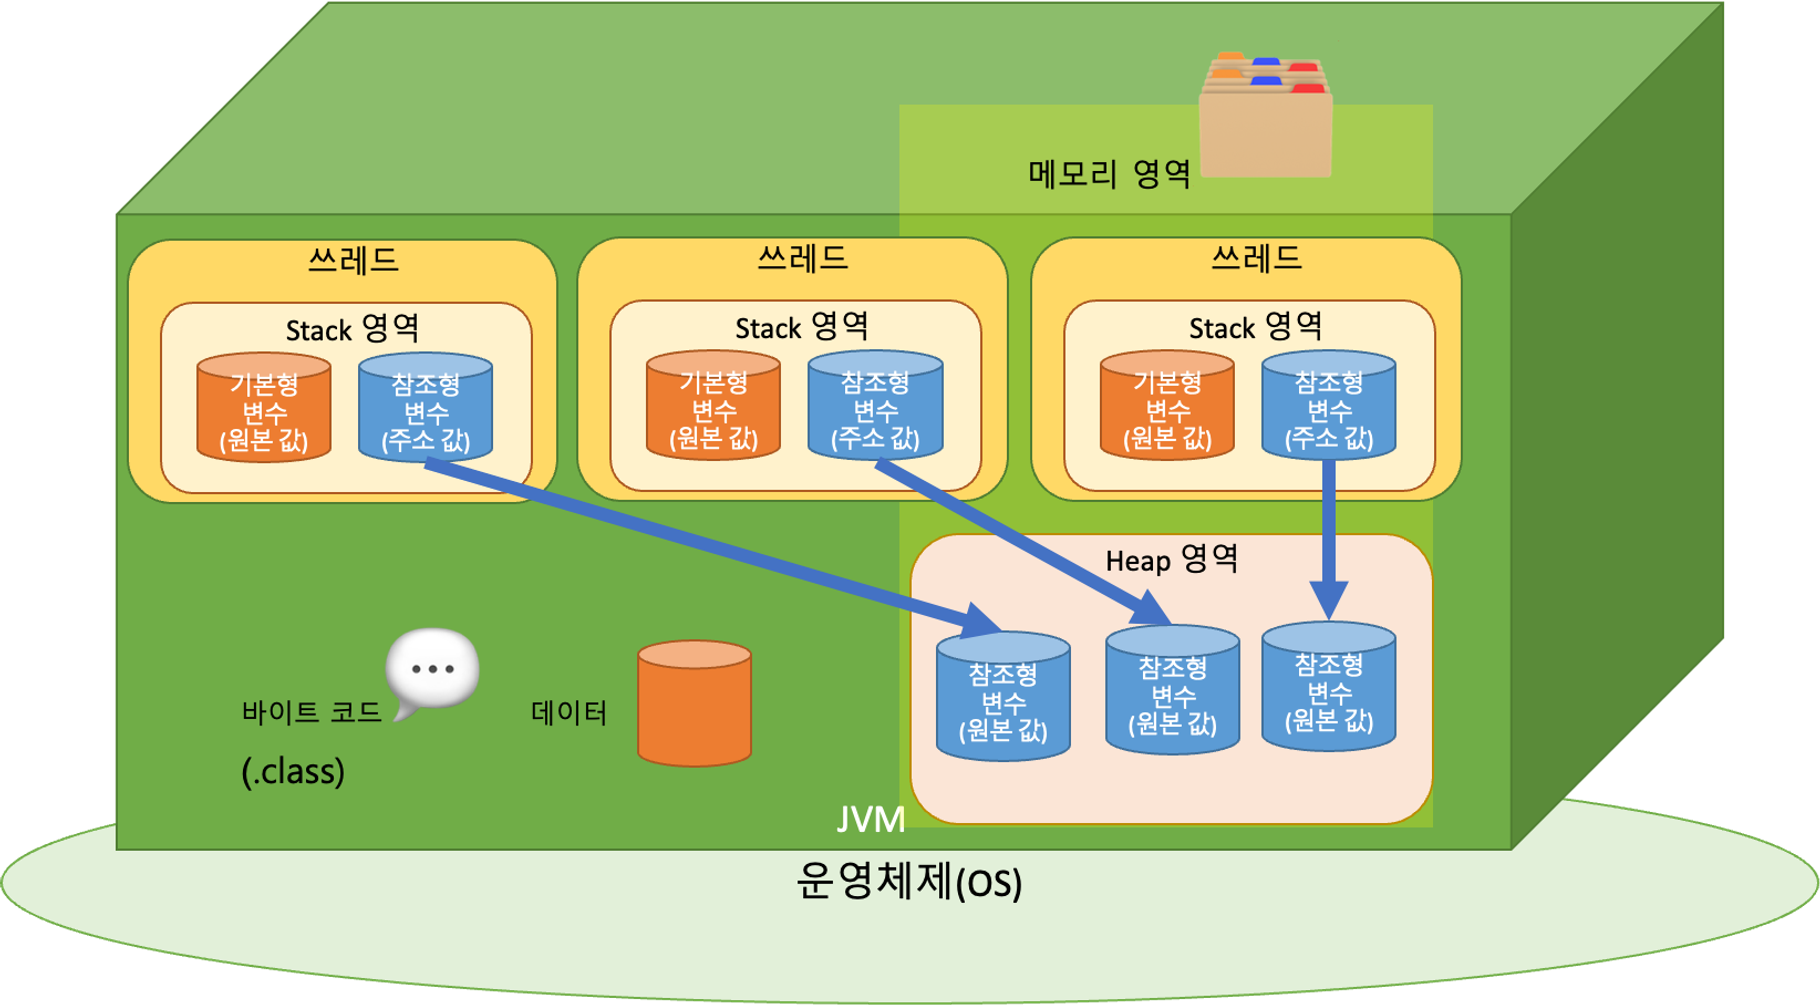 메모리 영역
쓰레드
Stack 영역
기본형
변수
(원본 값)
참조형
변수
(주소 값)
쓰레드
Stack 영역
기본형
변수
(원본 값)
참조형
변수
(주소 값)
쓰레드
Stack 영역
기본형
변수
(원본 값)
참조형
변수
(주소 값)
Heap 영역
참조형
변수
(원본 값)
참조형
변수
(원본 값)
참조형
변수
(원본 값)
바이트 코드
(.class)
데이터
JVM
운영체제(OS)